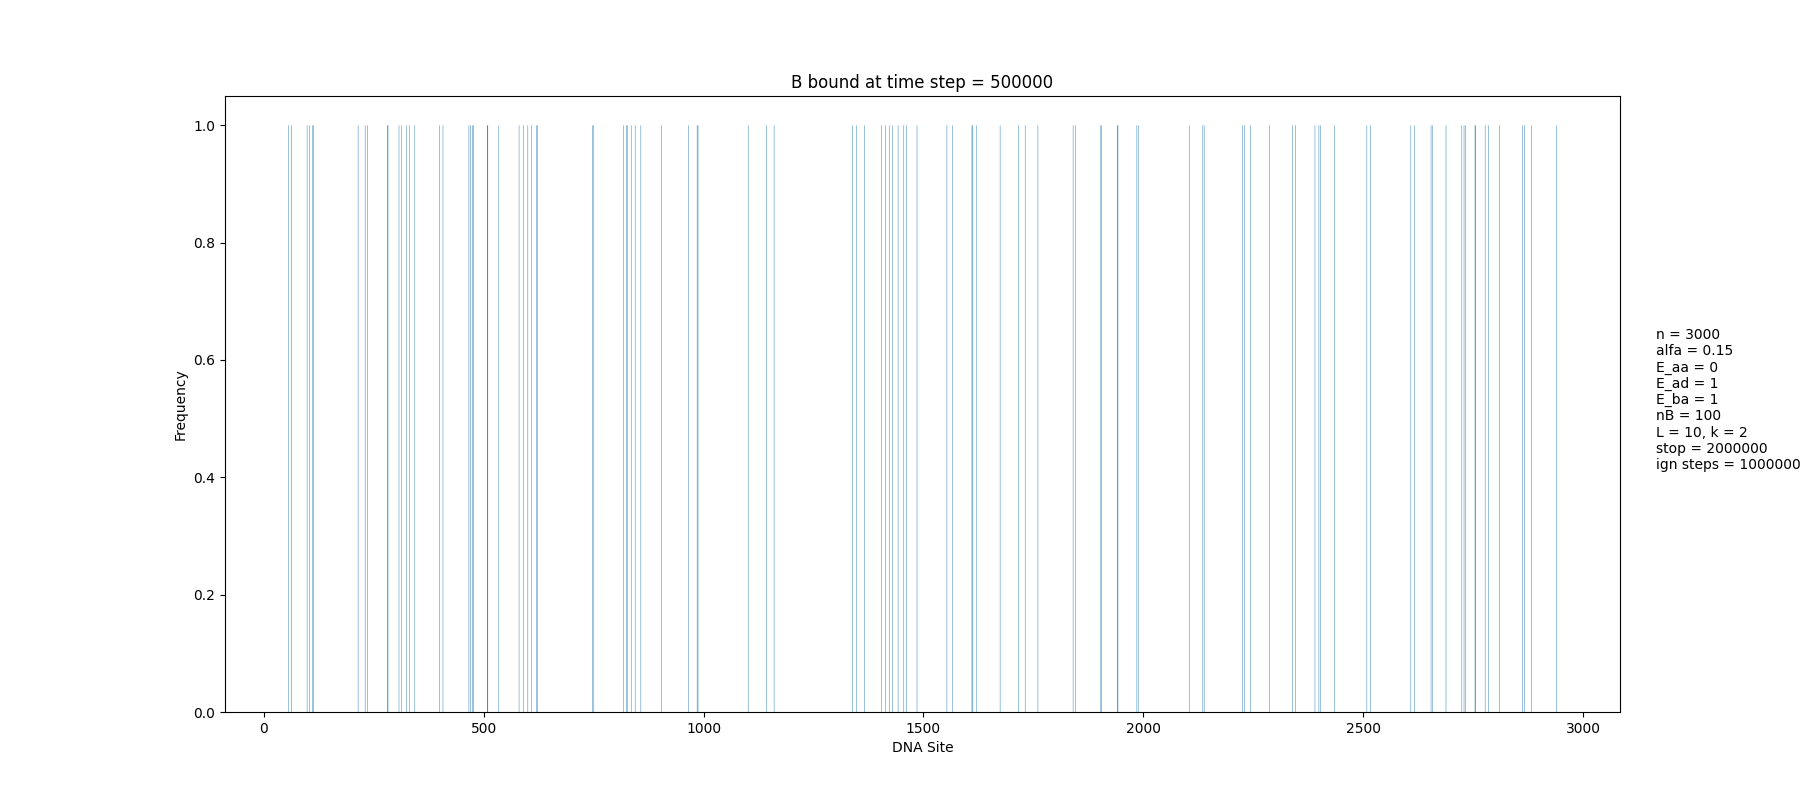 B bound at time step = 500000
1.0
0.8
0.6
0.4
0.2
0.0
Frequency
0 500 1000 1500 2000 2500 3000
DNA Site
n = 3000
alfa = 0.15
E_aa = 0
E_ad = 1
E_ba = 1
nB = 100
L = 10, k = 2
stop = 2000000
ign steps = 1000000